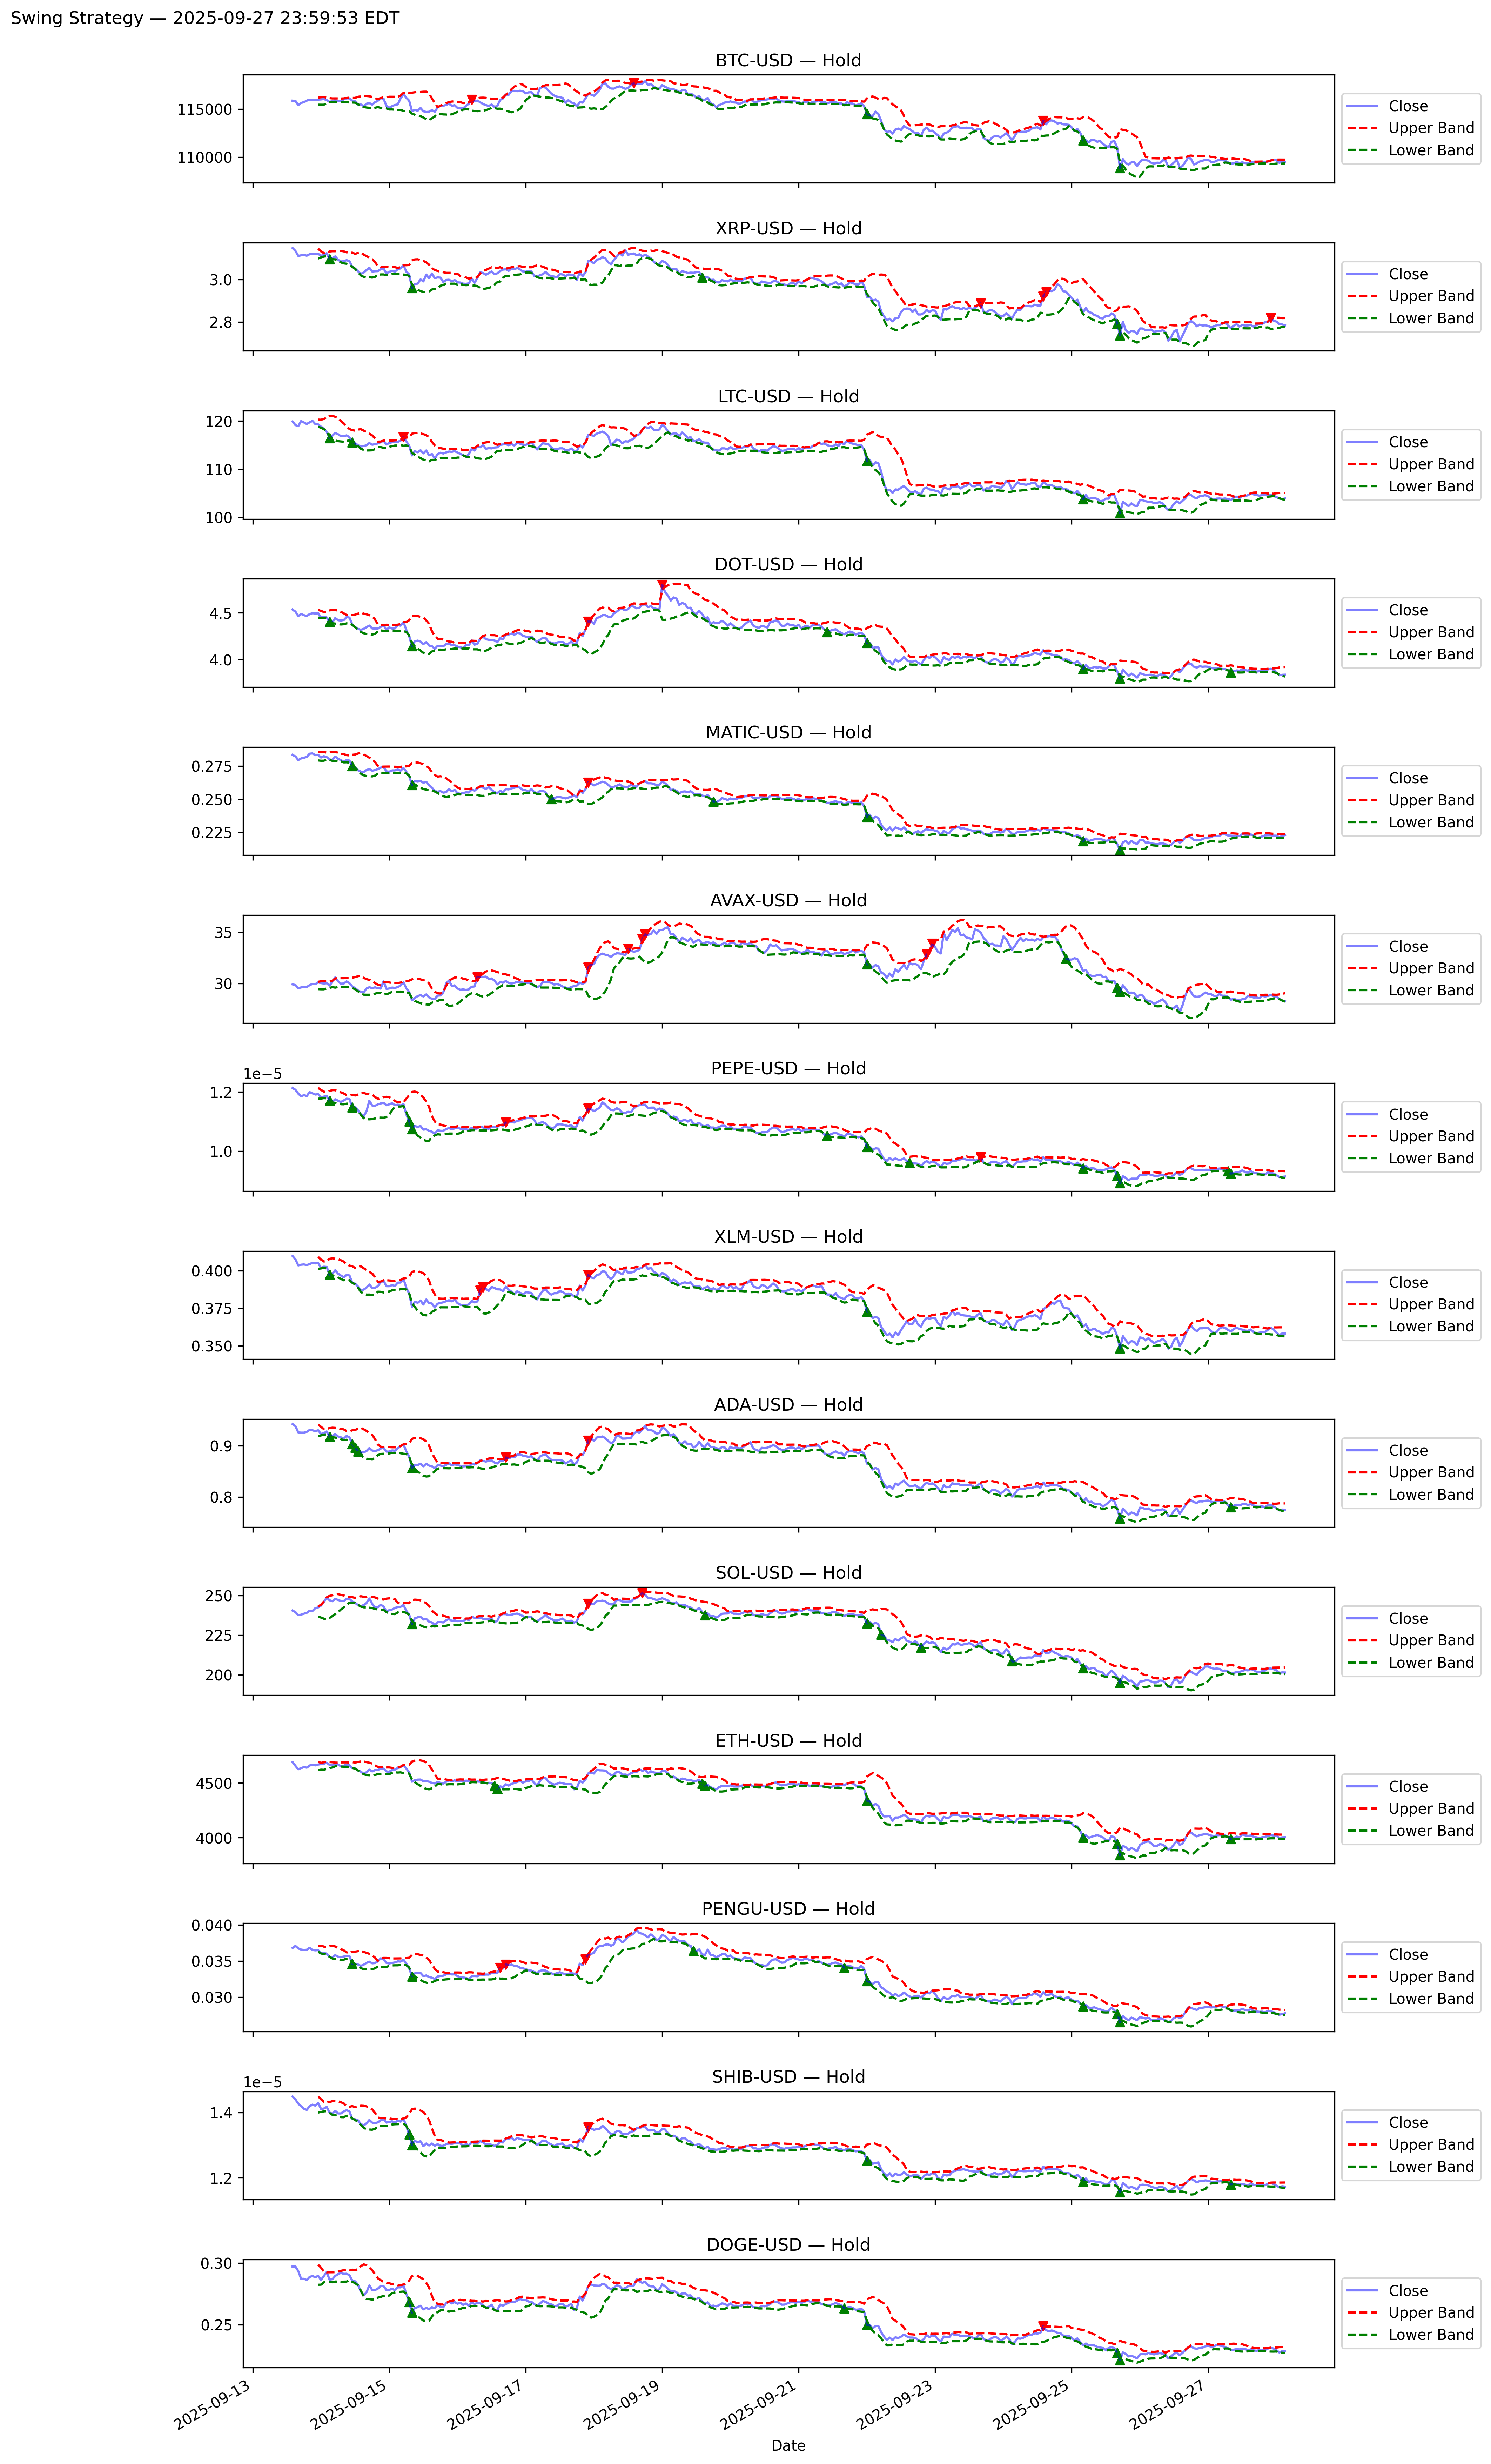 Swing Strategy — 2025-09-27 23:59:53 EDT
BTC-USD — Hold
115000
110000
Close
Upper Band
Lower Band
XRP-USD — Hold
3.0
2.8
Close
Upper Band
Lower Band
LTC-USD — Hold
120
110
100
Close
Upper Band
Lower Band
DOT-USD — Hold
4.5
4.0
Close
Upper Band
Lower Band
MATIC-USD — Hold
0.275
0.250
0.225
Close
Upper Band
Lower Band
AVAX-USD — Hold
35
30
Close
Upper Band
Lower Band
PEPE-USD — Hold
1e−5
1.2
1.0
Close
Upper Band
Lower Band
XLM-USD — Hold
0.400
0.375
0.350
Close
Upper Band
Lower Band
ADA-USD — Hold
0.9
0.8
Close
Upper Band
Lower Band
SOL-USD — Hold
250
225
200
Close
Upper Band
Lower Band
ETH-USD — Hold
4500
4000
Close
Upper Band
Lower Band
PENGU-USD — Hold
0.040
0.035
0.030
Close
Upper Band
Lower Band
SHIB-USD — Hold
1e−5
1.4
1.2
Close
Upper Band
Lower Band
DOGE-USD — Hold
0.30
0.25
Close
Upper Band
Lower Band
2025-09-13
2025-09-15
2025-09-17
2025-09-19
2025-09-21
2025-09-23
2025-09-25
2025-09-27
Date